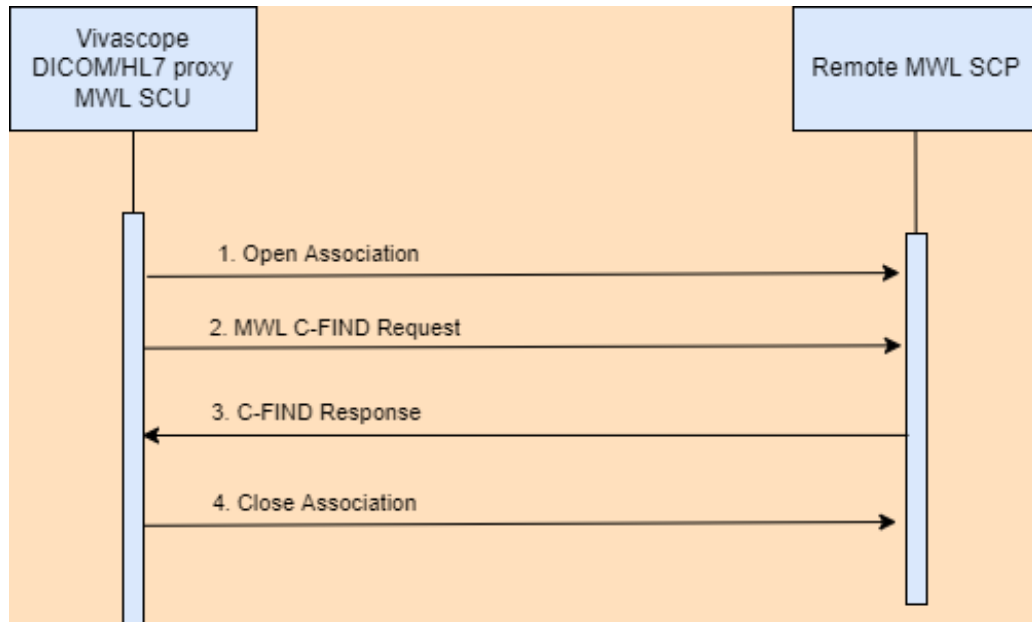 Vivascope
DICOM/HL7 proxy
MWL SCU
Remote MWL SCP
1. Open Association
2. MWL C-FIND Request
3. C-FIND Response
4. Close Association